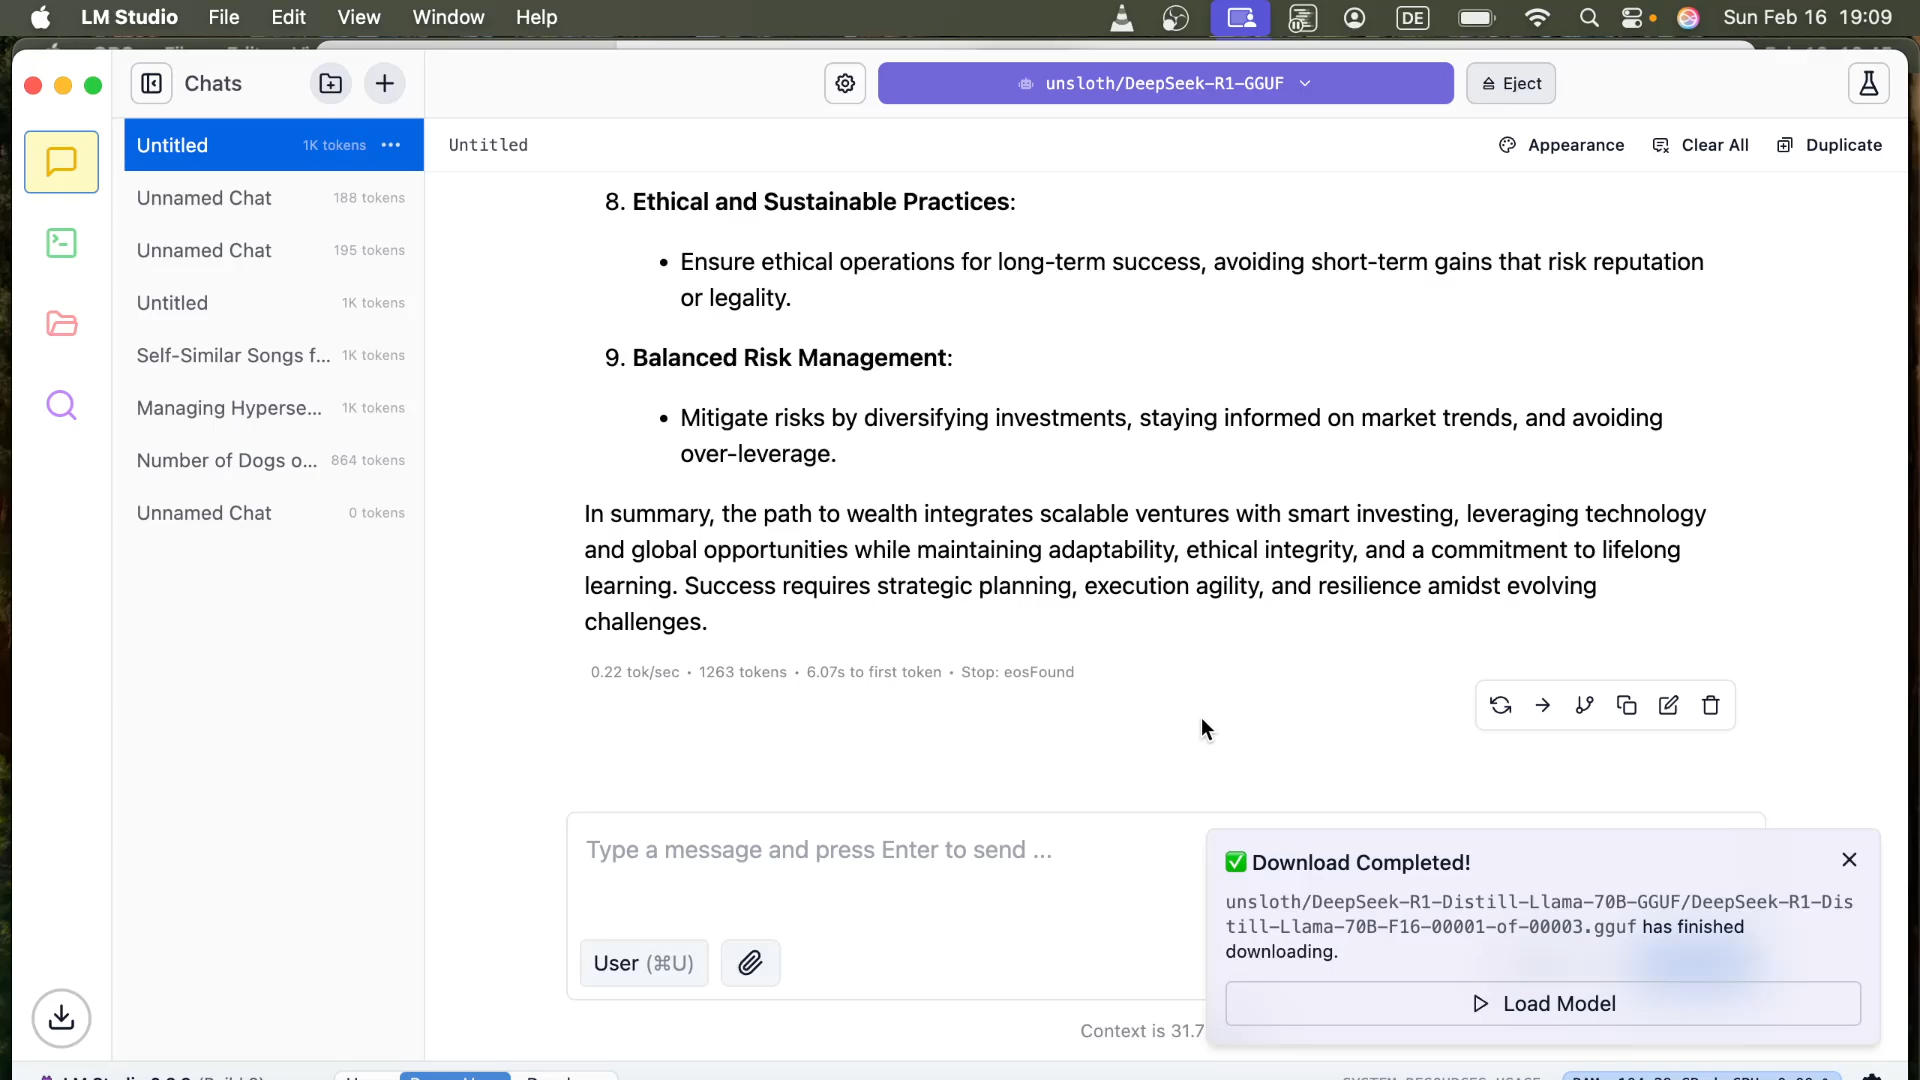 LM Studio File Edit View Window Help DE Sun Feb 16 19:09
Chats
unsloth/DeepSeek-R1-GGUF
Eject
Untitled 1K tokens
Unnamed Chat 188 tokens
Unnamed Chat 195 tokens
Untitled 1K tokens
Self-Similar Songs f... 1K tokens
Managing Hyperse... 1K tokens
Number of Dogs o... 864 tokens
Unnamed Chat 0 tokens
Untitled
Appearance Clear All Duplicate
8. Ethical and Sustainable Practices:
• Ensure ethical operations for long-term success, avoiding short-term gains that risk reputation
or legality.
9. Balanced Risk Management:
• Mitigate risks by diversifying investments, staying informed on market trends, and avoiding
over-leverage.
In summary, the path to wealth integrates scalable ventures with smart investing, leveraging technology
and global opportunities while maintaining adaptability, ethical integrity, and a commitment to lifelong
learning. Success requires strategic planning, execution agility, and resilience amidst evolving
challenges.
0.22 tok/sec • 1263 tokens • 6.07s to first token • Stop: eosFound
Type a message and press Enter to send ...
User (⌘U)
Context is 31.7
✅ Download Completed!
unsloth/DeepSeek-R1-Distill-Llama-70B-GGUF/DeepSeek-R1-Dis
till-Llama-70B-F16-00001-of-00003.gguf has finished
downloading.
Load Model